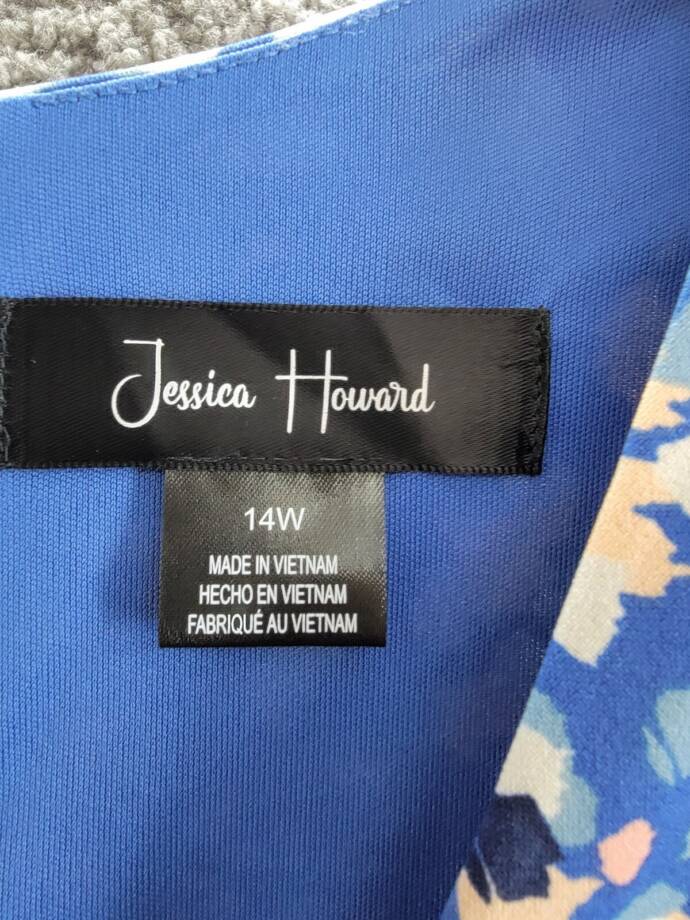 Jessica Howard
14W
MADE IN VIETNAM
HECHO EN VIETNAM
FABRIQUÉ AU VIETNAM